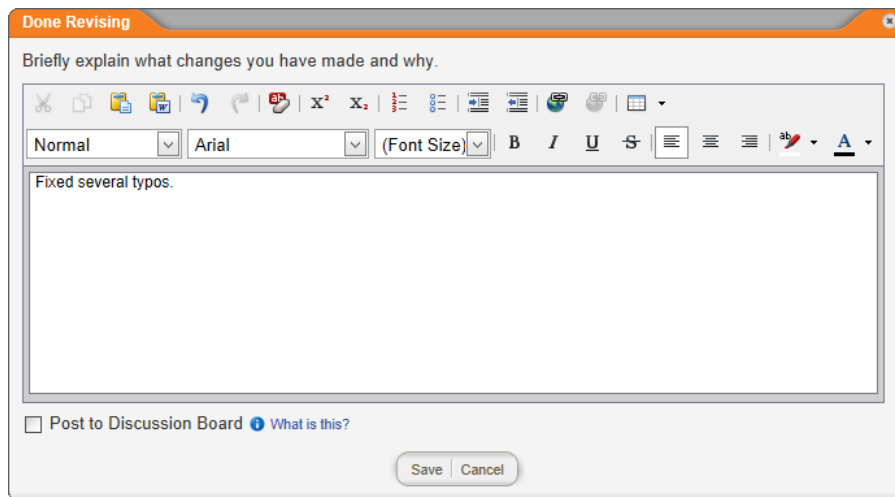 Done Revising
Briefly explain what changes you have made and why.
Normal Arial (Font Size) B I U S A
Fixed several typos.
Post to Discussion Board What is this?
Save Cancel